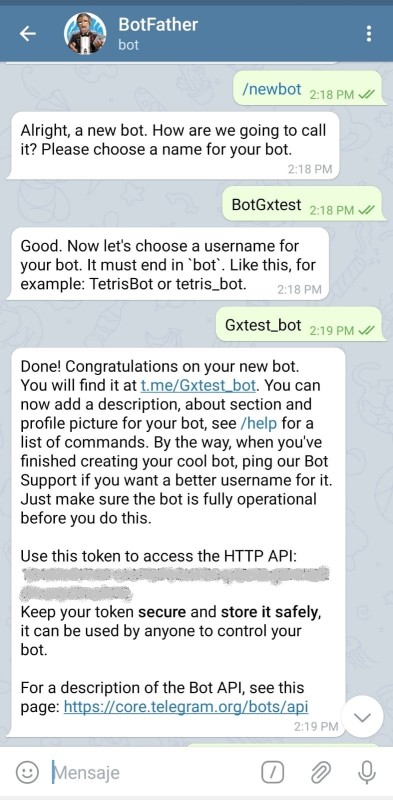 BotFather
bot
/newbot 2:18 PM
Alright, a new bot. How are we going to call
it? Please choose a name for your bot.
2:18 PM
BotGxtest 2:18 PM
Good. Now let's choose a username for
your bot. It must end in `bot`. Like this, for
example: TetrisBot or tetris_bot. 2:18 PM
Gxtest_bot 2:19 PM
Done! Congratulations on your new bot.
You will find it at t.me/Gxtest_bot. You can
now add a description, about section and
profile picture for your bot, see /help for a
list of commands. By the way, when you've
finished creating your cool bot, ping our Bot
Support if you want a better username for it.
Just make sure the bot is fully operational
before you do this.
Use this token to access the HTTP API:
Keep your token secure and store it safely,
it can be used by anyone to control your
bot.
For a description of the Bot API, see this
page: https://core.telegram.org/bots/api
2:19 PM
Mensaje